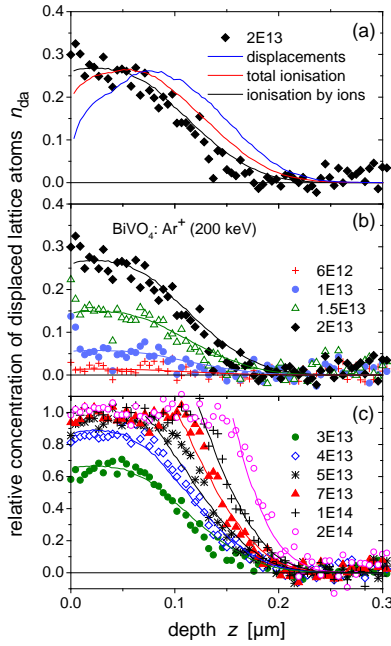 (a)
2E13
displacements
total ionisation
ionisation by ions
0.4
0.3
0.2
0.1
0.0
(b)
BiVO₄: Ar⁺ (200 keV)
6E12
1E13
1.5E13
2E13
0.4
0.3
0.2
0.1
0.0
(c)
3E13
4E13
5E13
7E13
1E14
2E14
1.0
0.8
0.6
0.4
0.2
0.0
0.0 0.1 0.2 0.3
depth z [µm]
relative concentration of displaced lattice atoms n_da